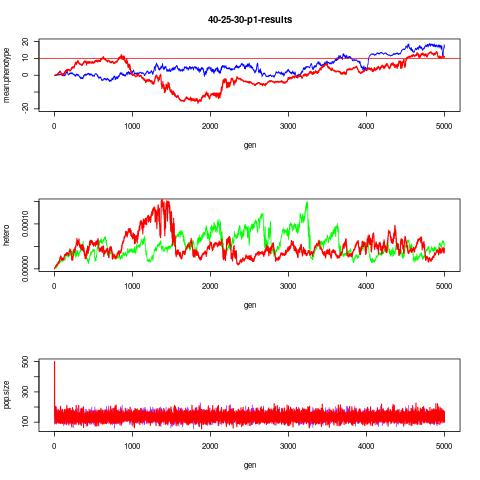 40-25-30-p1-results
mean.phenotype
20
10
0
-20
0 1000 2000 3000 4000 5000
gen
hetero
0.00010
0.00000
0 1000 2000 3000 4000 5000
gen
pop.size
500
300
100
0 1000 2000 3000 4000 5000
gen